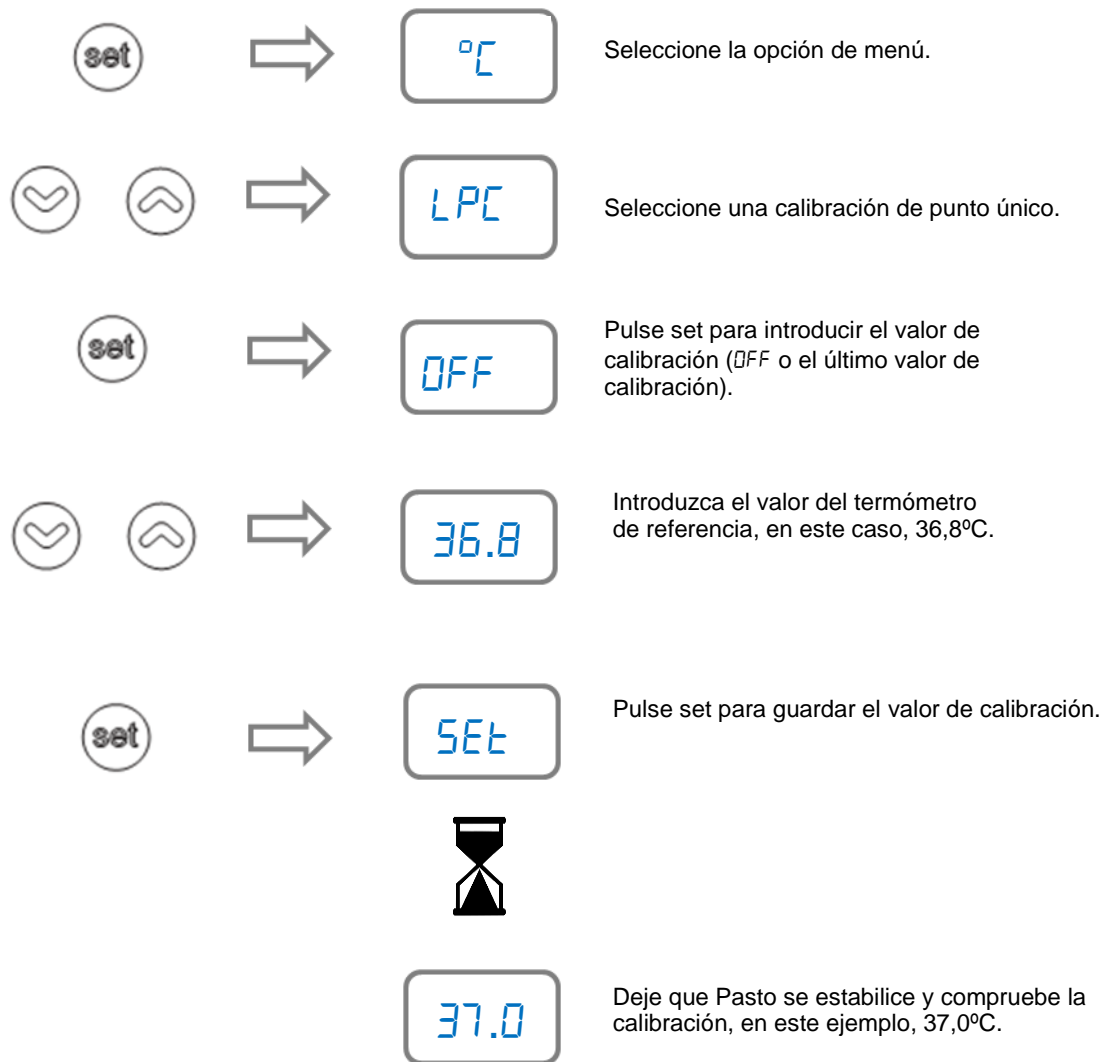 set
°C
Seleccione la opción de menú.
LPC
Seleccione una calibración de punto único.
set
OFF
Pulse set para introducir el valor de
calibración (OFF o el último valor de
calibración).
36.8
Introduzca el valor del termómetro
de referencia, en este caso, 36,8ºC.
set
SEt
Pulse set para guardar el valor de calibración.
37.0
Deje que Pasto se estabilice y compruebe la
calibración, en este ejemplo, 37,0ºC.